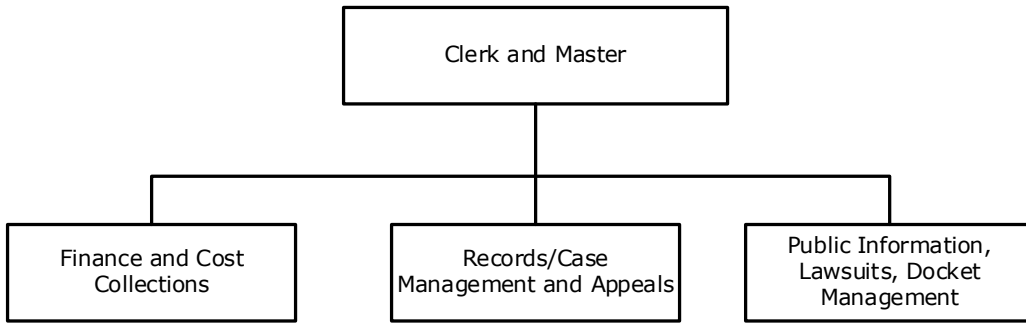 Clerk and Master
Finance and Cost
Collections
Records/Case
Management and Appeals
Public Information,
Lawsuits, Docket
Management